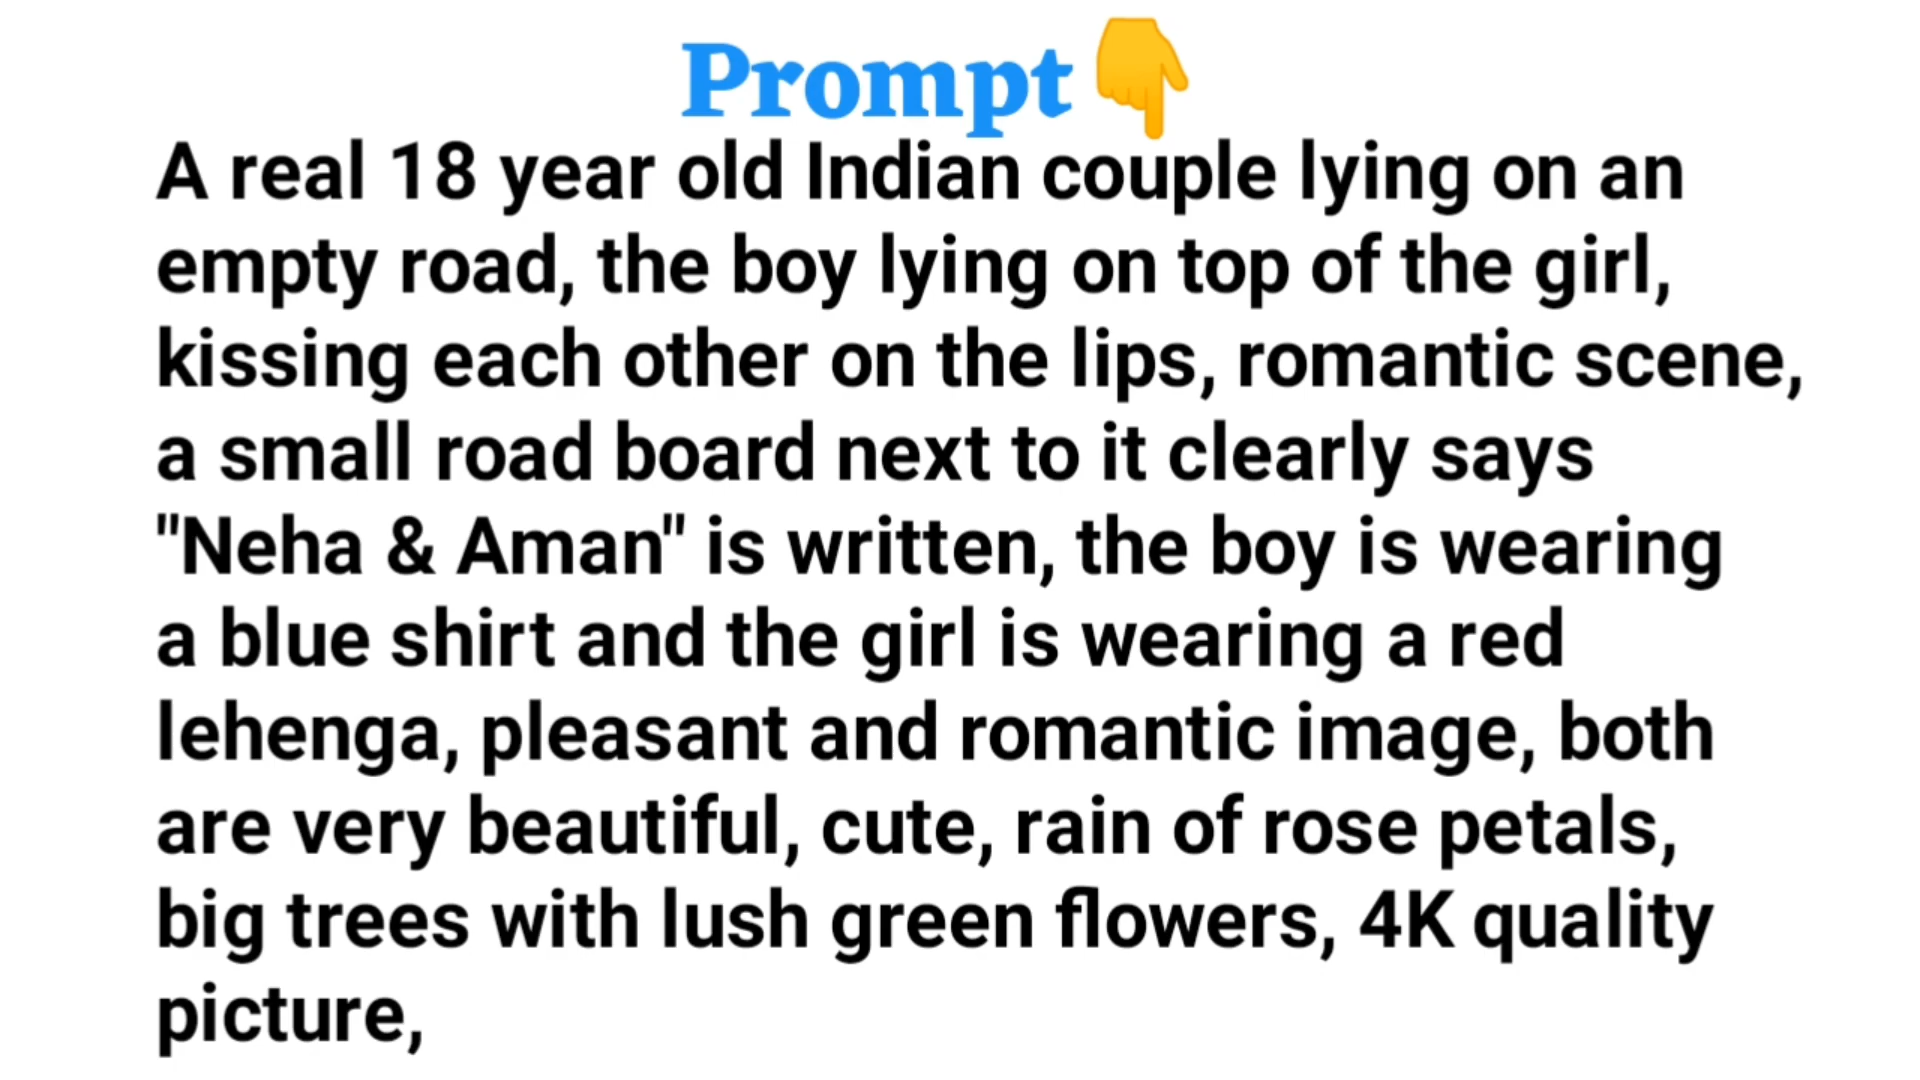 Prompt👇
A real 18 year old Indian couple lying on an
empty road, the boy lying on top of the girl,
kissing each other on the lips, romantic scene,
a small road board next to it clearly says
"Neha & Aman" is written, the boy is wearing
a blue shirt and the girl is wearing a red
lehenga, pleasant and romantic image, both
are very beautiful, cute, rain of rose petals,
big trees with lush green flowers, 4K quality
picture,